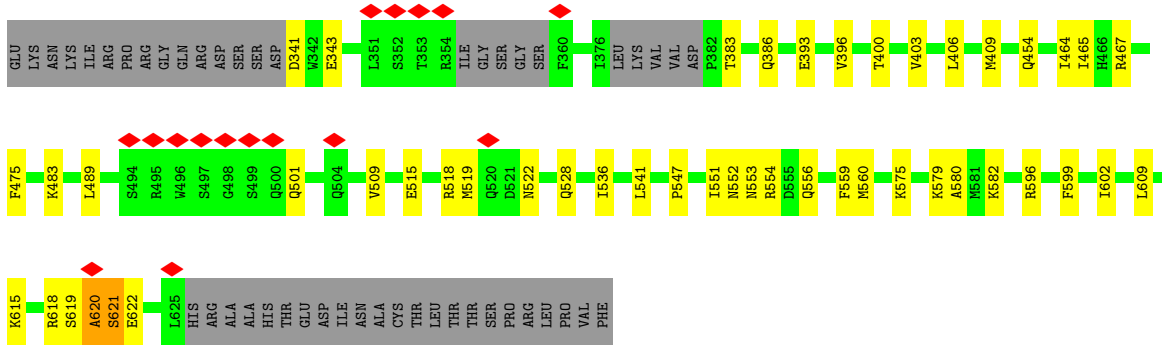 GLU LYS ASN LYS ILE ARG PRO ARG GLY GLN ARG ASP SER SER ASP D341 W342 E343 L351 S352 T353 R354 ILE GLY SER GLY SER F360 I376 LEU LYS VAL VAL ASP P382 T383 Q386 E393 V396 T400 V403 L406 M409 Q454 I464 I465 H466 R467
F475 K483 L489 S494 R495 W496 S497 G498 S499 Q500 Q501 Q504 V509 E515 R518 M519 Q520 D521 N522 Q528 I536 L541 P547 I551 N552 N553 R554 D555 Q556 F559 M560 K575 K579 A580 M581 K582 R596 F599 I602 L609
K615 R618 S619 A620 S621 E622 L625 HIS ARG ALA ALA HIS THR GLU ASP ILE ASN ALA CYS THR LEU THR THR SER PRO ARG LEU PRO VAL PHE